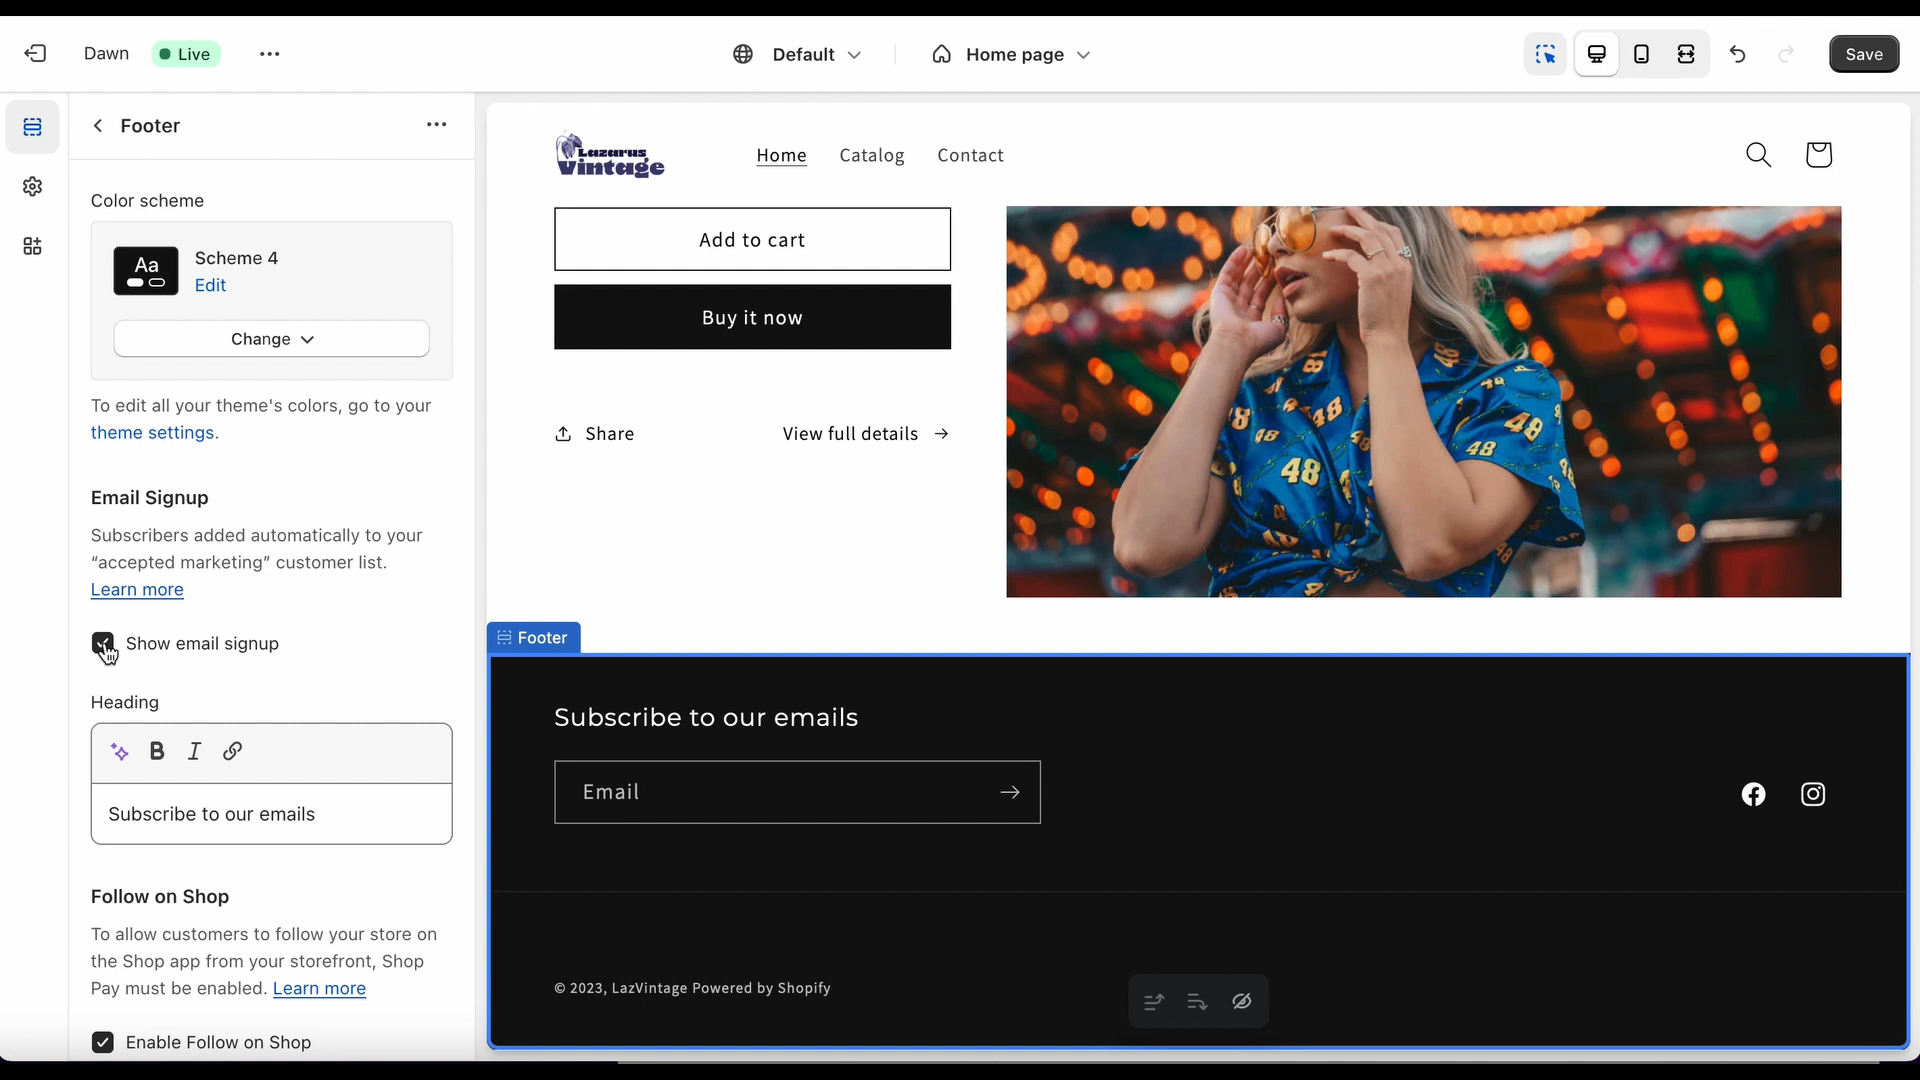 Dawn
Live
Default
Home page
Save
Footer
Color scheme
Aa
Scheme 4
Edit
Change
To edit all your theme's colors, go to your
theme settings.
Email Signup
Subscribers added automatically to your
“accepted marketing” customer list.
Learn more
Show email signup
Heading
B I
Subscribe to our emails
Follow on Shop
To allow customers to follow your store on
the Shop app from your storefront, Shop
Pay must be enabled. Learn more
Enable Follow on Shop
Lazarus
Vintage
Home
Catalog
Contact
Add to cart
Buy it now
Share
View full details
48
48
48
48
48
48
Footer
Subscribe to our emails
Email
© 2023, LazVintage Powered by Shopify